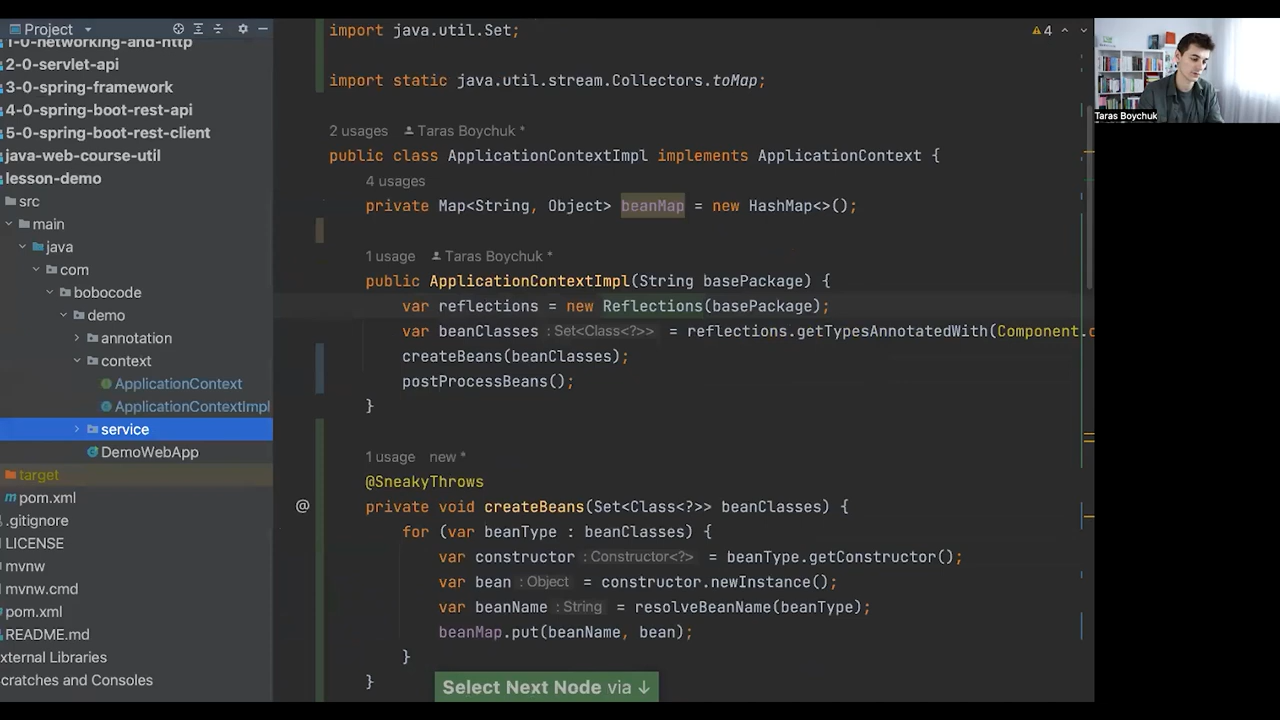 Project
1-0-networking-and-http
2-0-servlet-api
3-0-spring-framework
4-0-spring-boot-rest-api
5-0-spring-boot-rest-client
java-web-course-util
lesson-demo
src
main
java
com
bobocode
demo
annotation
context
ApplicationContext
ApplicationContextImpl
service
DemoWebApp
target
pom.xml
.gitignore
LICENSE
mvnw
mvnw.cmd
pom.xml
README.md
xternal Libraries
cratches and Consoles
import java.util.Set;
4
import static java.util.stream.Collectors.toMap;
2 usages Taras Boychuk *
public class ApplicationContextImpl implements ApplicationContext {
4 usages
private Map<String, Object> beanMap = new HashMap<>();
1 usage Taras Boychuk *
public ApplicationContextImpl(String basePackage) {
var reflections = new Reflections(basePackage);
var beanClasses : Set<Class<?>> = reflections.getTypesAnnotatedWith(Component.c
createBeans(beanClasses);
postProcessBeans();
}
1 usage new *
@SneakyThrows
@ private void createBeans(Set<Class<?>> beanClasses) {
for (var beanType : beanClasses) {
var constructor : Constructor<?> = beanType.getConstructor();
var bean : Object = constructor.newInstance();
var beanName : String = resolveBeanName(beanType);
beanMap.put(beanName, bean);
}
}
Select Next Node via ↓
Taras Boychuk